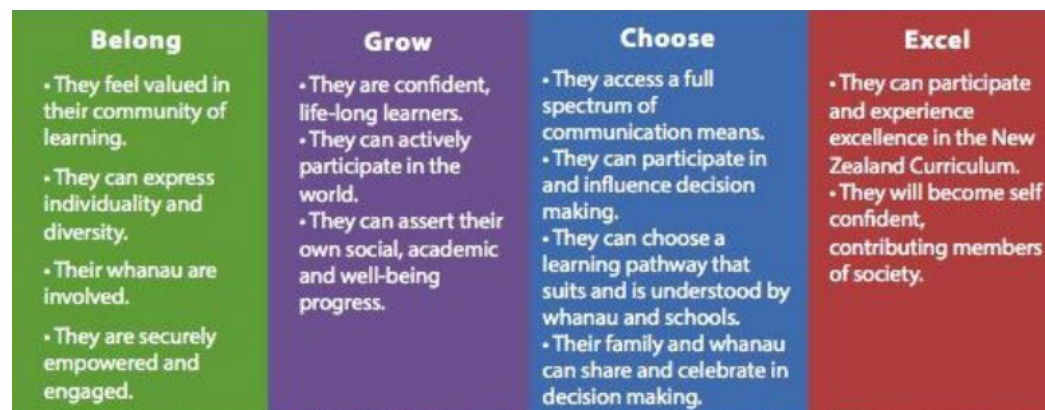 Belong
• They feel valued in
their community of
learning.
• They can express
individuality and
diversity.
• Their whanau are
involved.
• They are securely
empowered and
engaged.
Grow
• They are confident,
life-long learners.
• They can actively
participate in the
world.
• They can assert their
own social, academic
and well-being
progress.
Choose
• They access a full
spectrum of
communication means.
• They can participate in
and influence decision
making.
• They can choose a
learning pathway that
suits and is understood by
whanau and schools.
• Their family and whanau
can share and celebrate in
decision making.
Excel
• They can participate
and experience
excellence in the New
Zealand Curriculum.
• They will become self
confident,
contributing members
of society.